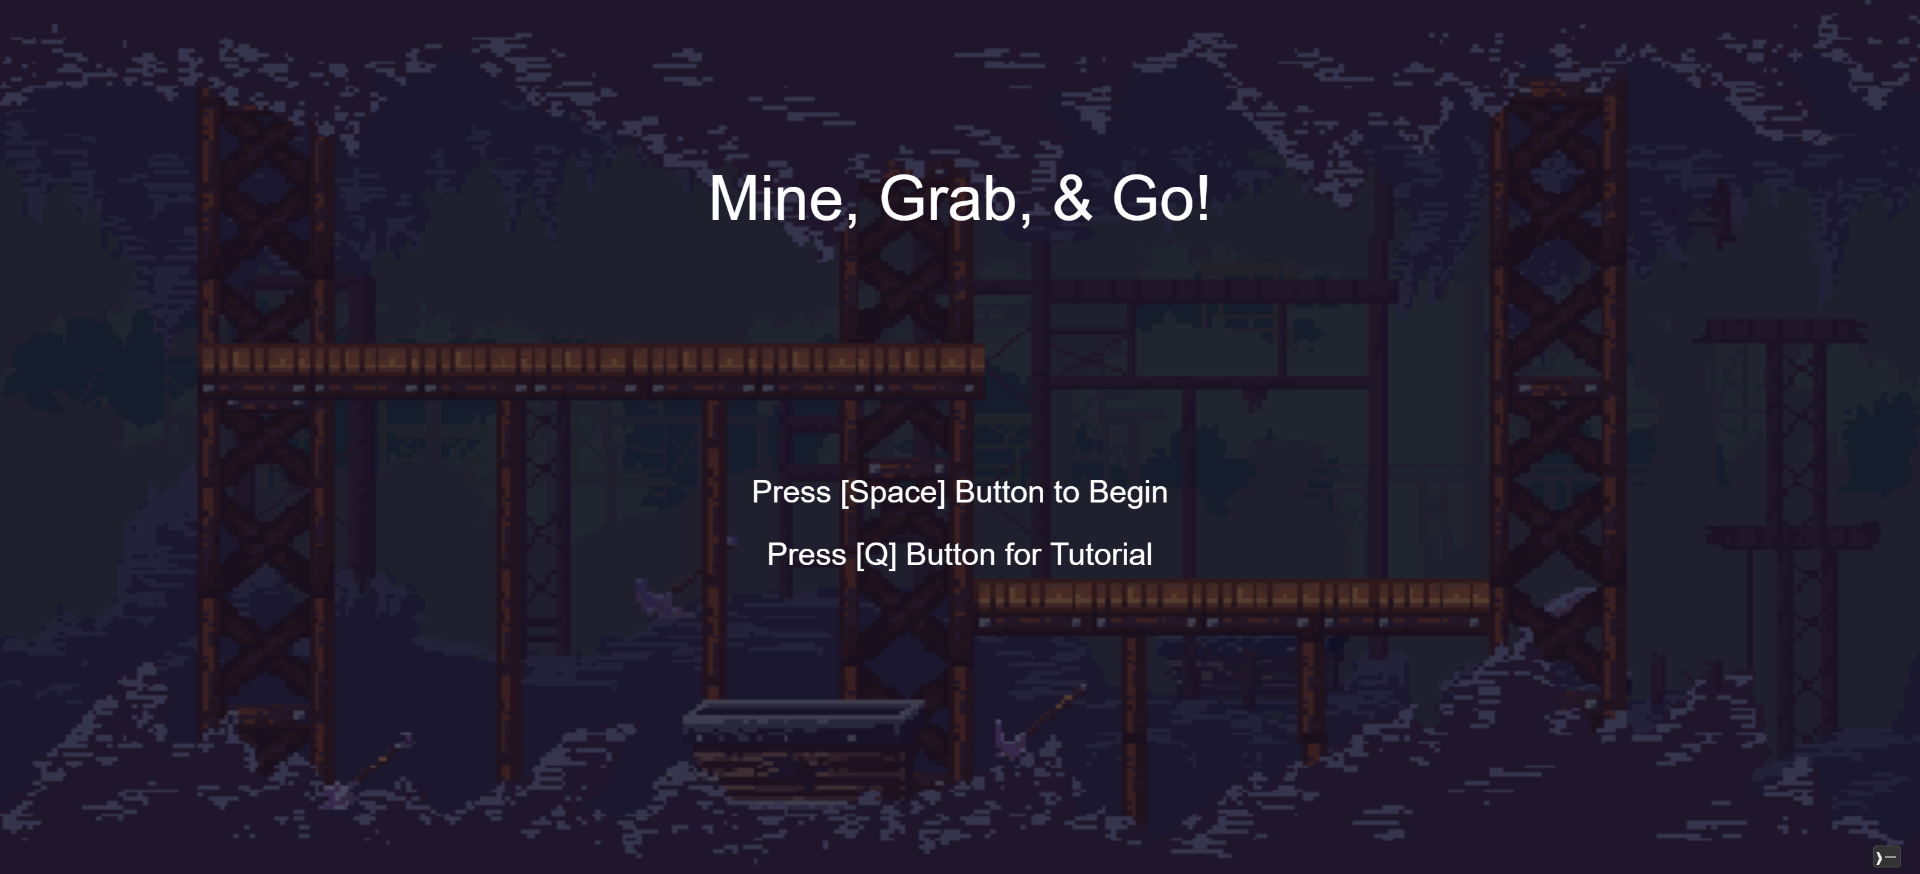 Mine, Grab, & Go!
Press [Space] Button to Begin
Press [Q] Button for Tutorial